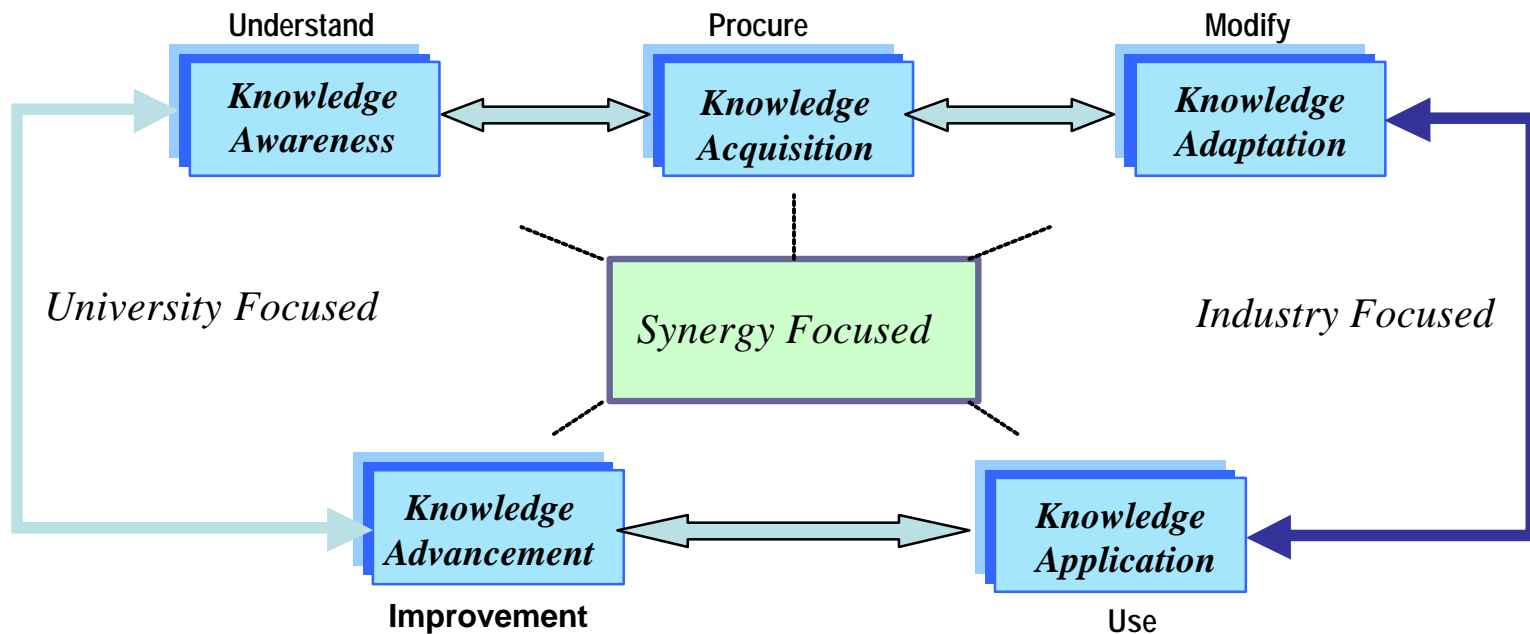 Understand
Procure
Modify
Knowledge
Awareness
Knowledge
Acquisition
Knowledge
Adaptation
University Focused
Synergy Focused
Industry Focused
Knowledge
Advancement
Knowledge
Application
Improvement
Use